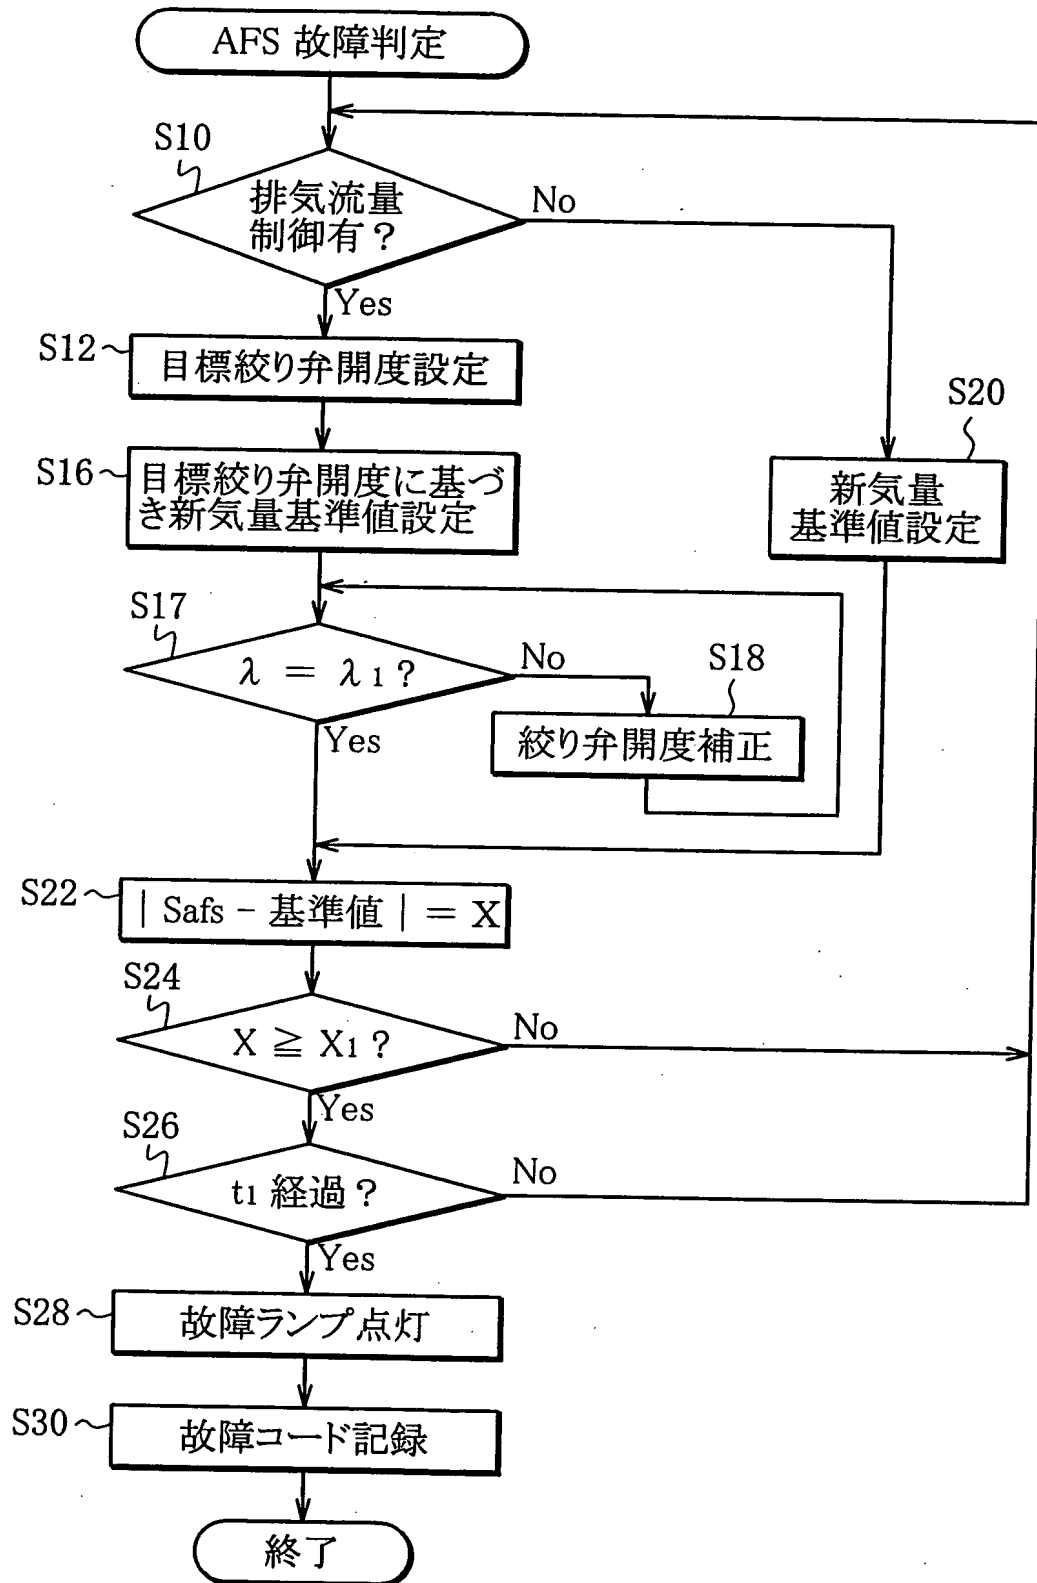 AFS 故障判定
S10
排気流量
制御有？
No
Yes
S12
目標絞り弁開度設定
S20
S16
目標絞り弁開度に基づ
き新気量基準値設定
新気量
基準値設定
S17
λ = λ1？
No
S18
Yes
絞り弁開度補正
S22
| Safs - 基準値 | = X
S24
X ≧ X1？
No
Yes
S26
t1 経過？
No
Yes
S28
故障ランプ点灯
S30
故障コード記録
終了